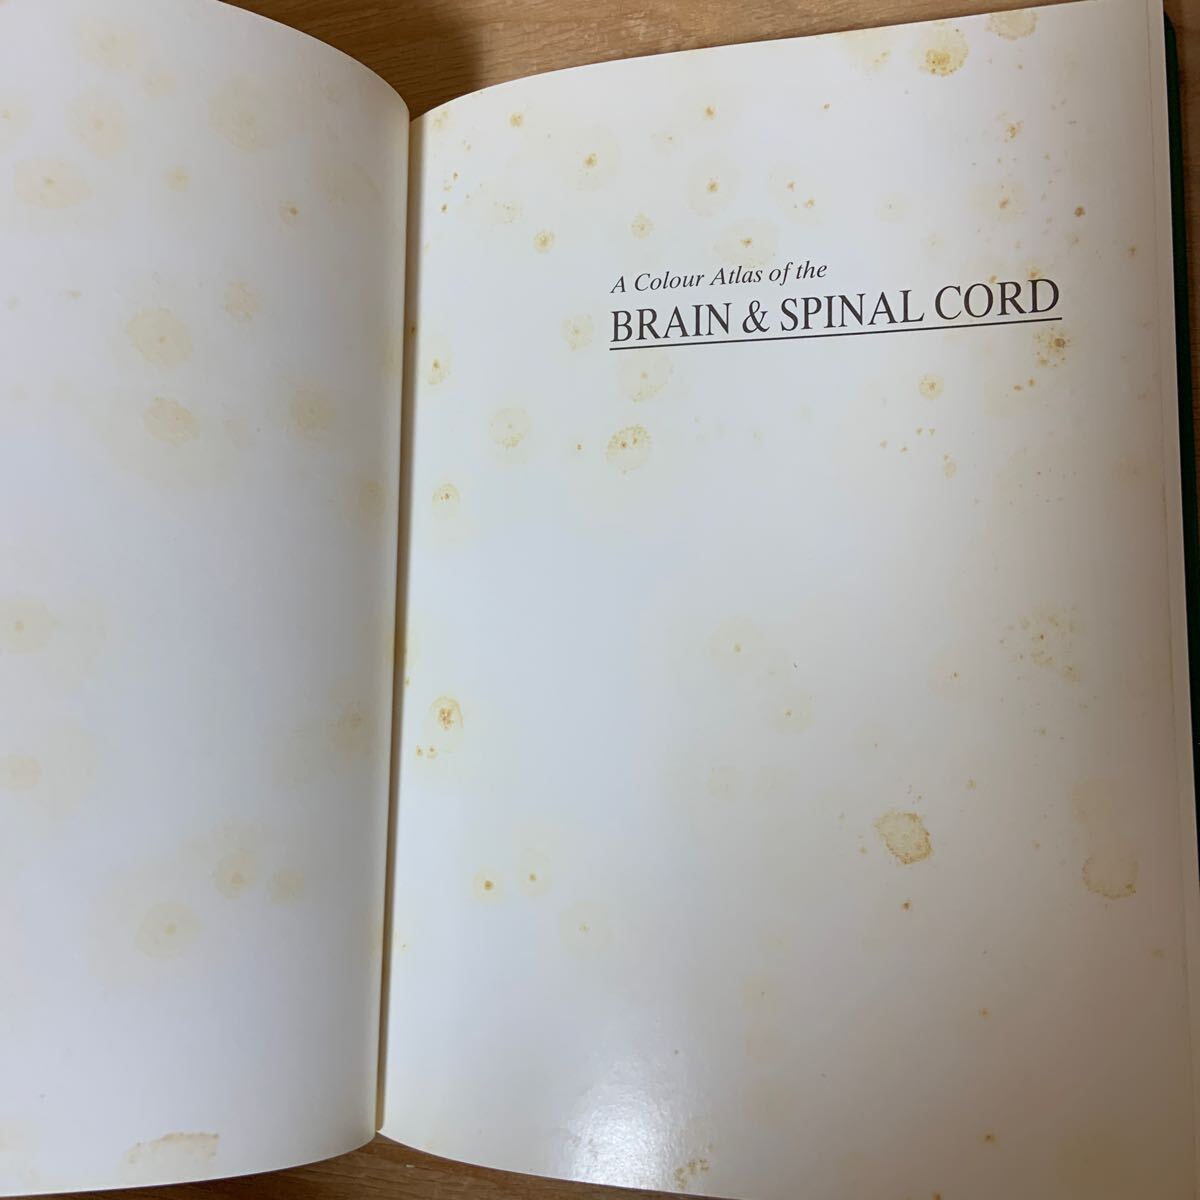 A Colour Atlas of the
BRAIN & SPINAL CORD